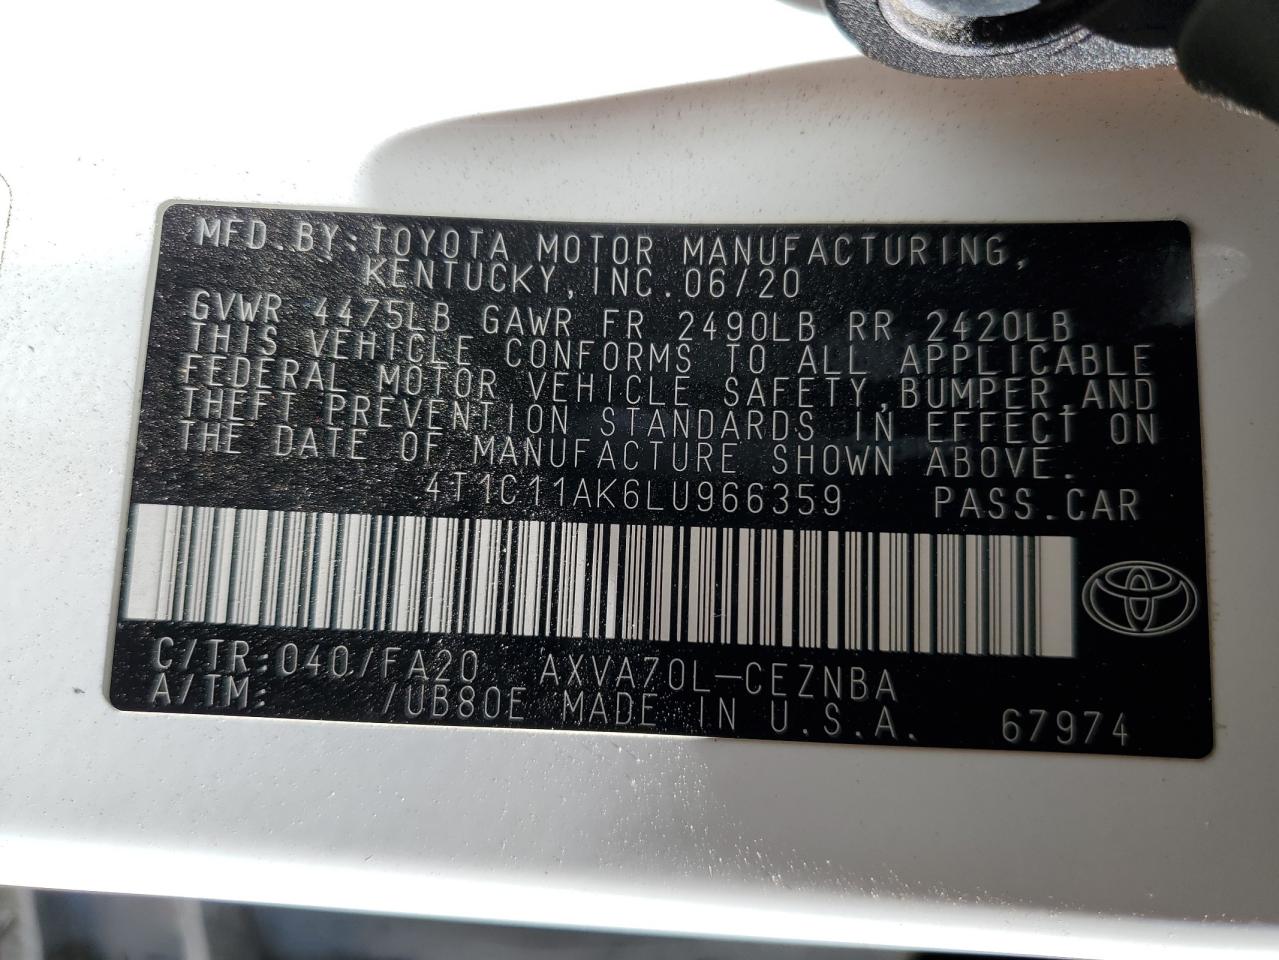 MFD.BY:TOYOTA MOTOR MANUFACTURING,
KENTUCKY,INC.06/20
GVWR 4475LB GAWR FR 2490LB RR 2420LB
THIS VEHICLE CONFORMS TO ALL APPLICABLE
FEDERAL MOTOR VEHICLE SAFETY,BUMPER,AND
THEFT PREVENTION STANDARDS IN EFFECT ON
THE DATE OF MANUFACTURE SHOWN ABOVE.
4T1C11AK6LU966359 PASS.CAR
C/TR:040/FA20 AXVA70L-CEZNBA
A/TM: /UB80E MADE IN U.S.A. 67974